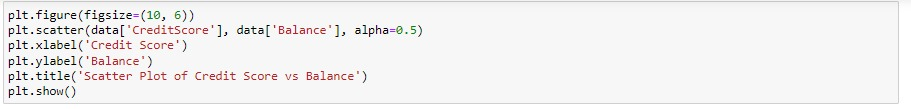 plt.figure(figsize=(10, 6))
plt.scatter(data['CreditScore'], data['Balance'], alpha=0.5)
plt.xlabel('Credit Score')
plt.ylabel('Balance')
plt.title('Scatter Plot of Credit Score vs Balance')
plt.show()